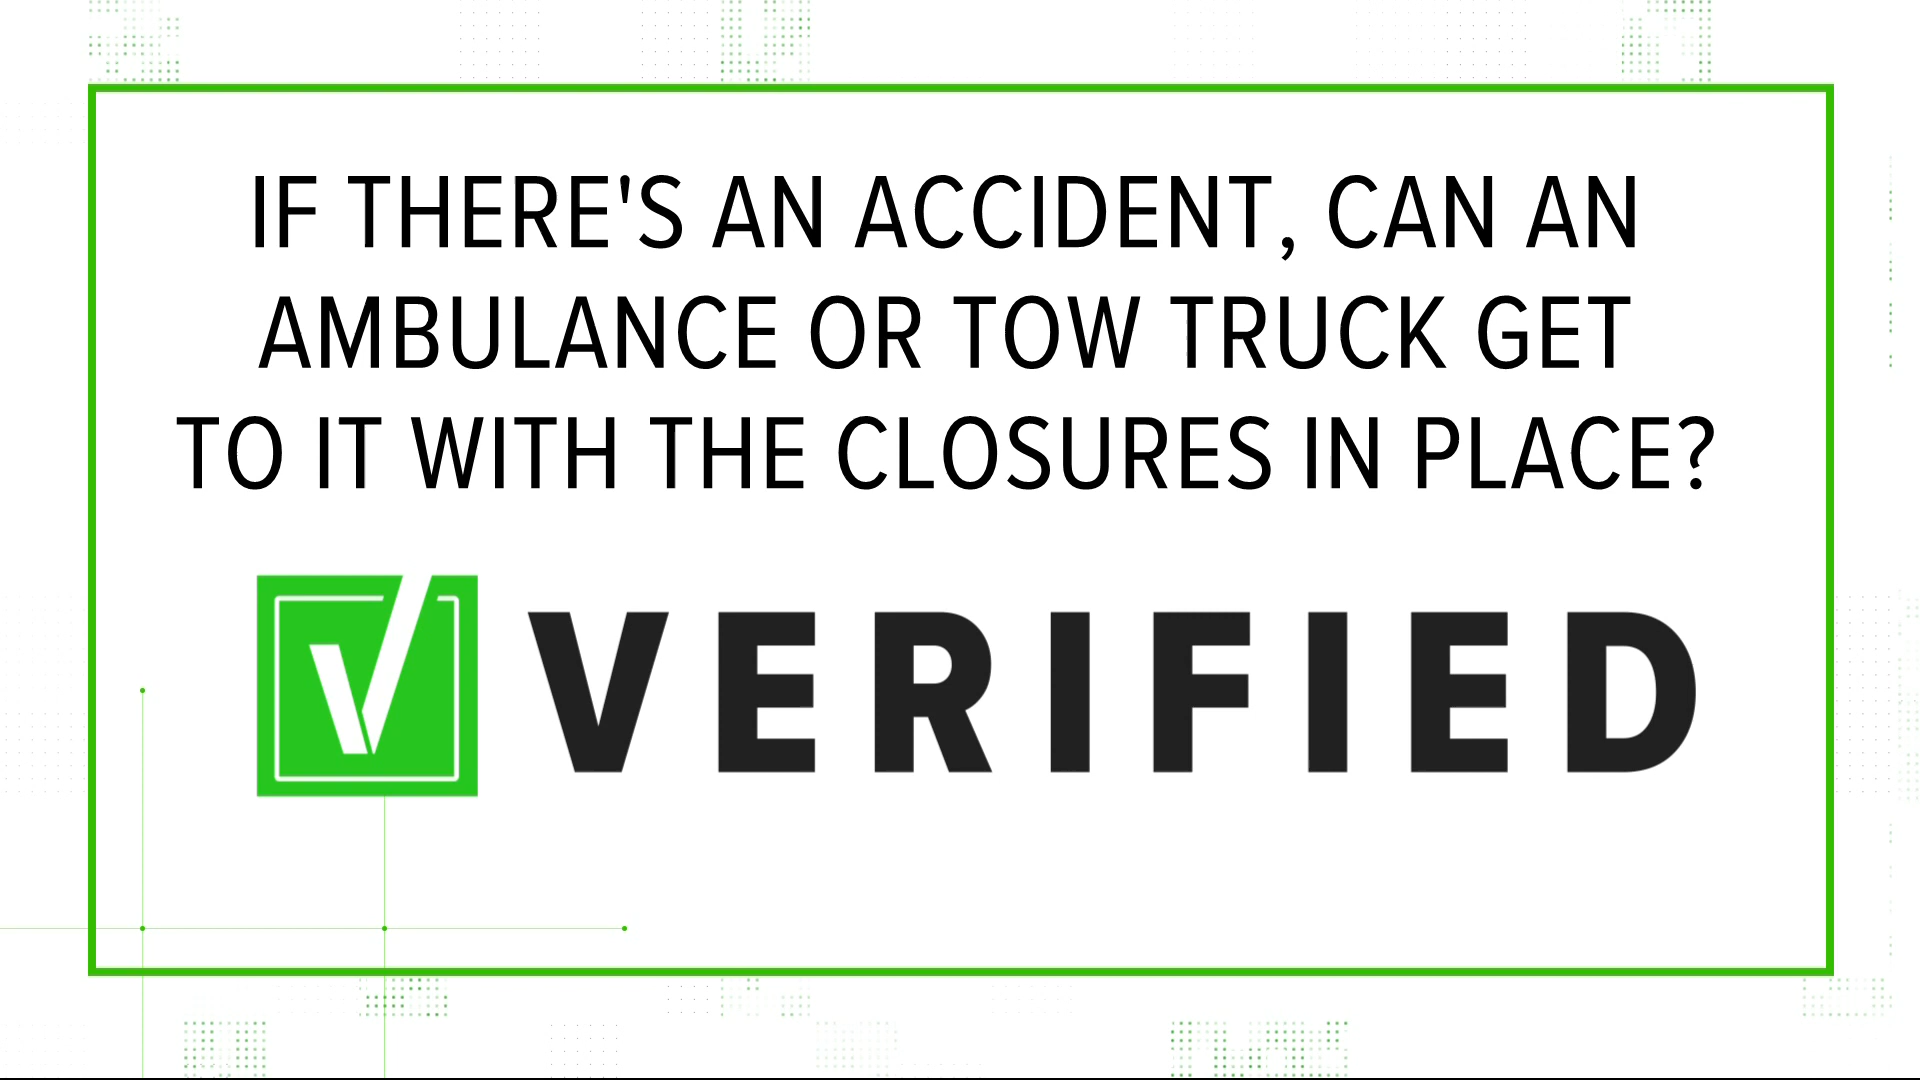 IF THERE'S AN ACCIDENT, CAN AN
AMBULANCE OR TOW TRUCK GET
TO IT WITH THE CLOSURES IN PLACE?
VERIFIED